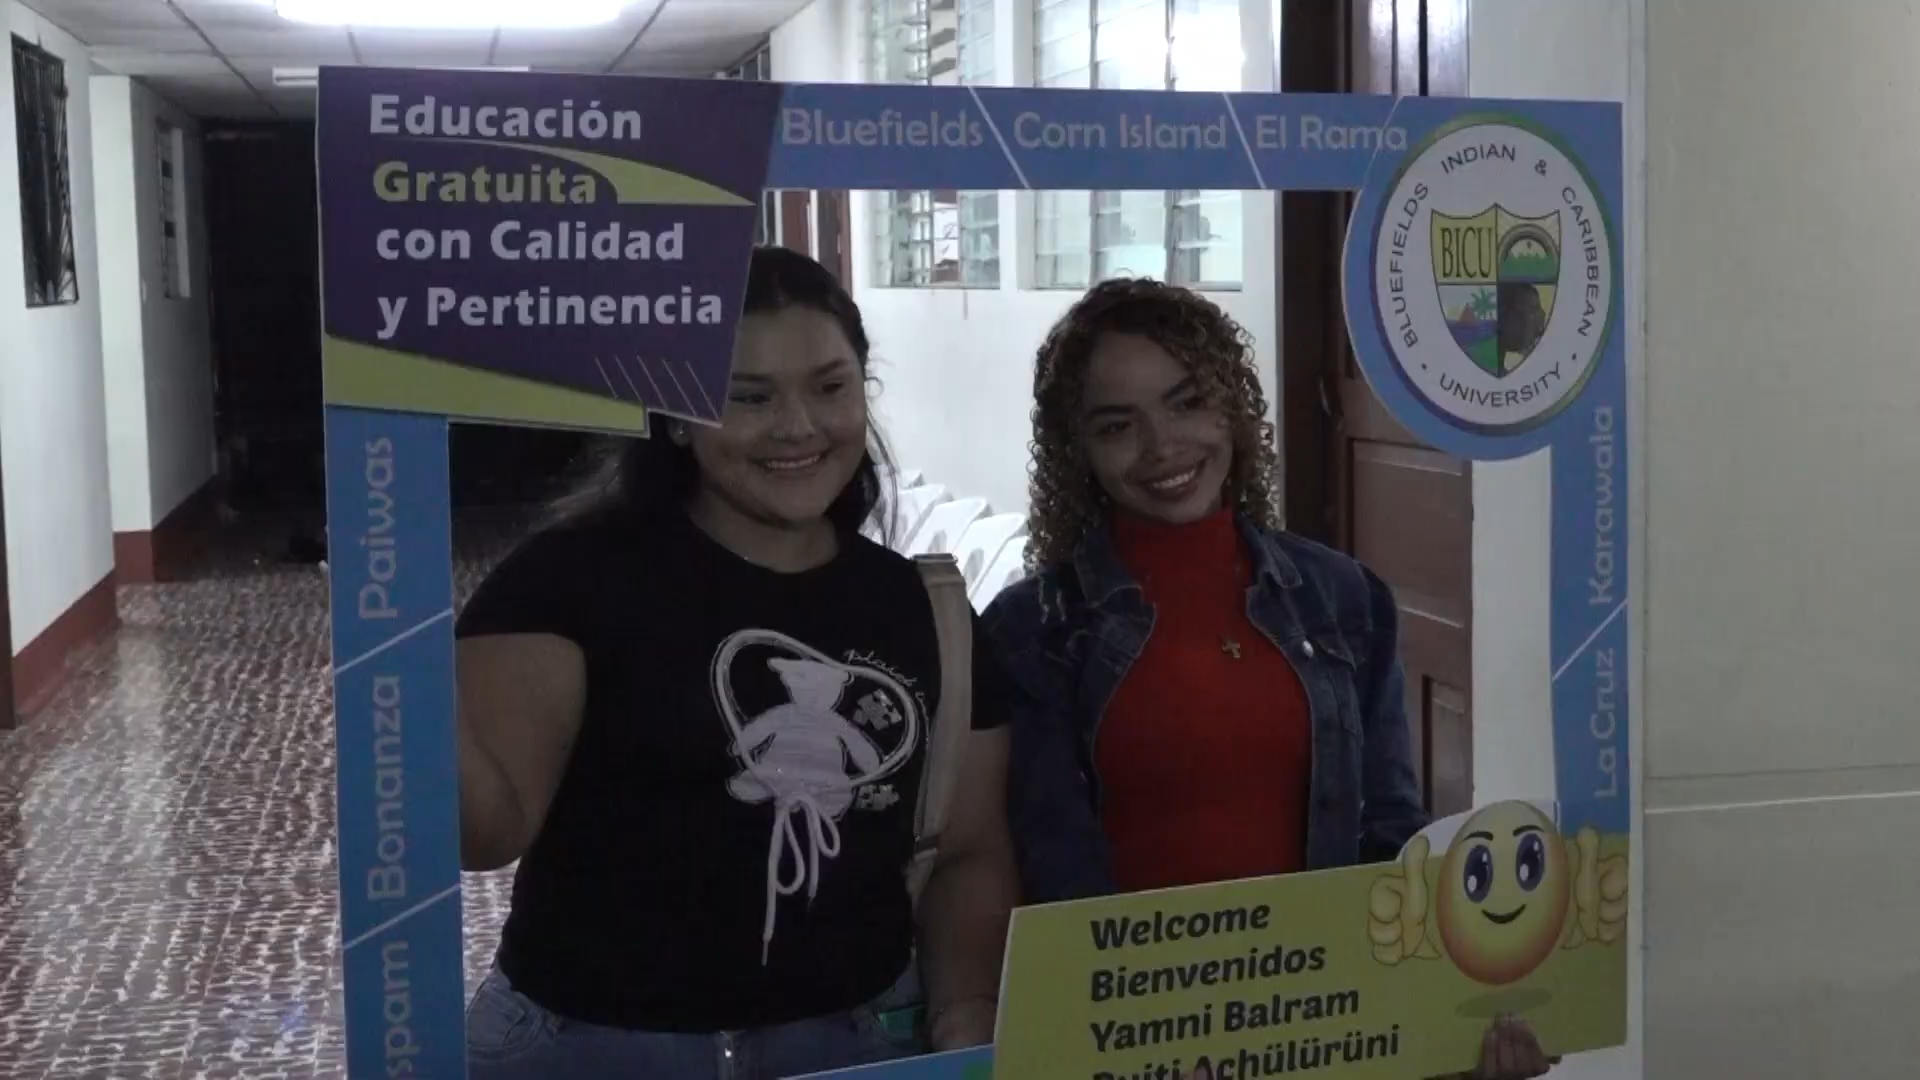 Educación
Gratuita
con Calidad
y Pertinencia
Bluefields
Corn Island
El Rama
BLUEFIELDS INDIAN & CARIBBEAN
UNIVERSITY
BICU
Paiwas
Bonanza
Karawala
La Cruz
Welcome
Bienvenidos
Yamni Balram
Achülürüni